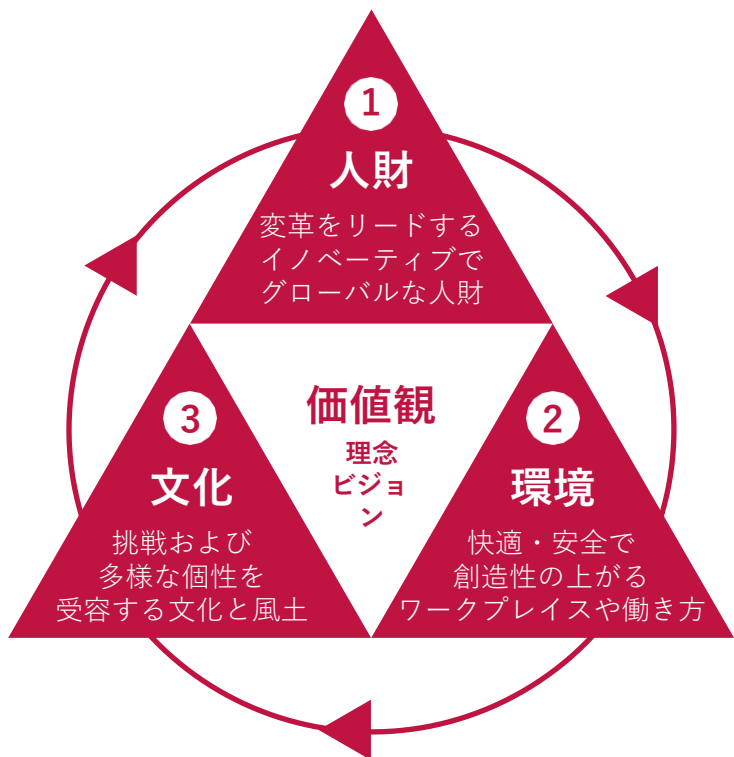 1
人財
変革をリードする
イノベーティブで
グローバルな人財
価値観
理念
ビジョ
ン
2
環境
快適・安全で
創造性の上がる
ワークプレイスや働き方
3
文化
挑戦および
多様な個性を
受容する文化と風土